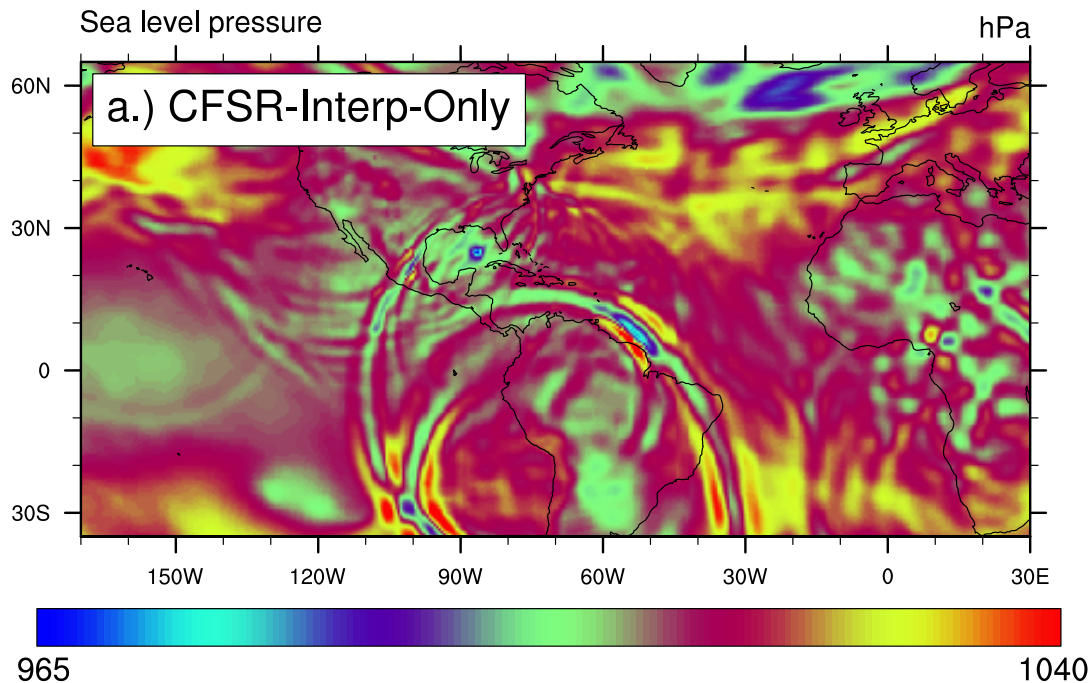 Sea level pressure hPa
a.) CFSR-Interp-Only
60N
30N
0
30S
150W 120W 90W 60W 30W 0 30E
965 1040